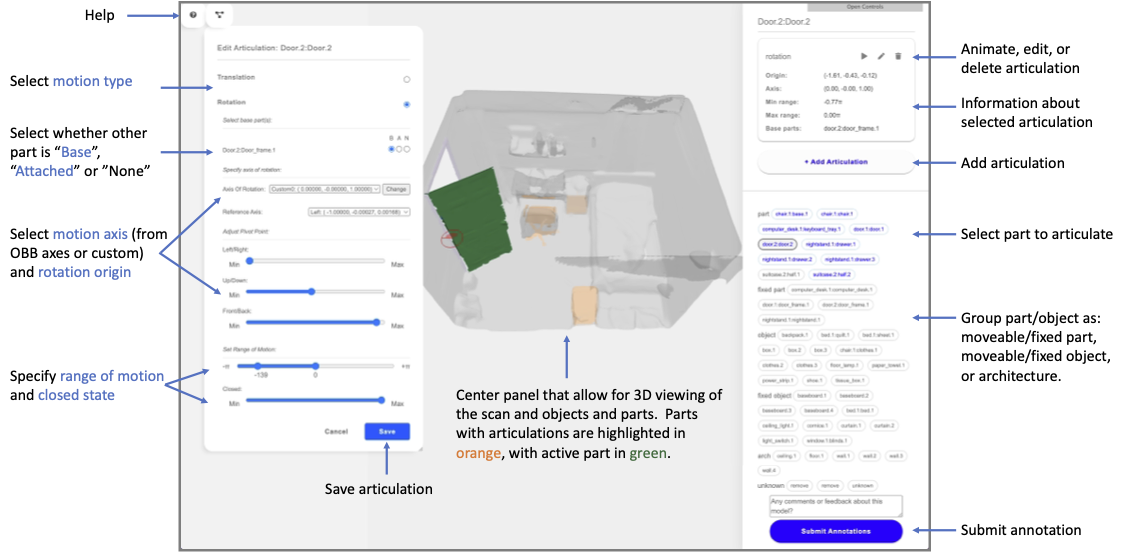 Help
Select motion type
Select whether other
part is “Base”,
“Attached” or ”None”
Select motion axis (from
OBB axes or custom)
and rotation origin
Specify range of motion
and closed state
Edit Articulation: Door.2:Door.2
Translation
Rotation
Select base part(s):
B A N
Door.2:Door_frame.1
Specify axis of rotation:
Axis Of Rotation:
Change
Reference Axis:
Adjust Pivot Point:
Left/Right:
Min Max
Up/Down:
Min Max
Front/Back:
Min Max
Set Range of Motion:
-π +π
-139 0
Closed:
Min Max
Cancel Save
Save articulation
Center panel that allow for 3D viewing of
the scan and objects and parts. Parts
with articulations are highlighted in
orange, with active part in green.
Open Controls
Door.2:Door.2
rotation
Origin: (-1.61, -0.43, -0.12)
Axis: (0.00, -0.00, 1.00)
Min range: -0.77π
Max range: 0.00π
Base parts: door.2:door_frame.1
+ Add Articulation
part chair.1:base.1 chair.1:chair.1
computer_desk.1:keyboard_tray.1 door.1:door.1
door.2:door.2 nightstand.1:drawer.1
nightstand.1:drawer.2 nightstand.1:drawer.3
suitcase.2:half.1 suitcase.2:half.2
fixed part computer_desk.1:computer_desk.1
door.1:door_frame.1 door.2:door_frame.1
nightstand.1:nightstand.1
object backpack.1 bed.1:quilt.1 bed.1:sheet.1
box.1 box.2 box.3 chair.1:clothes.1
clothes.2 clothes.3 floor_lamp.1 paper_towel.1
power_strip.1 shoe.1 tissue_box.1
fixed object baseboard.1 baseboard.2
baseboard.3 baseboard.4 bed.1:bed.1
ceiling_light.1 cornice.1 curtain.1 curtain.2
light_switch.1 window.1:blinds.1
arch ceiling.1 floor.1 wall.1 wall.2 wall.3
wall.4
unknown remove remove unknown
Any comments or feedback about this
model?
Submit Annotations
Animate, edit, or
delete articulation
Information about
selected articulation
Add articulation
Select part to articulate
Group part/object as:
moveable/fixed part,
moveable/fixed object,
or architecture.
Submit annotation